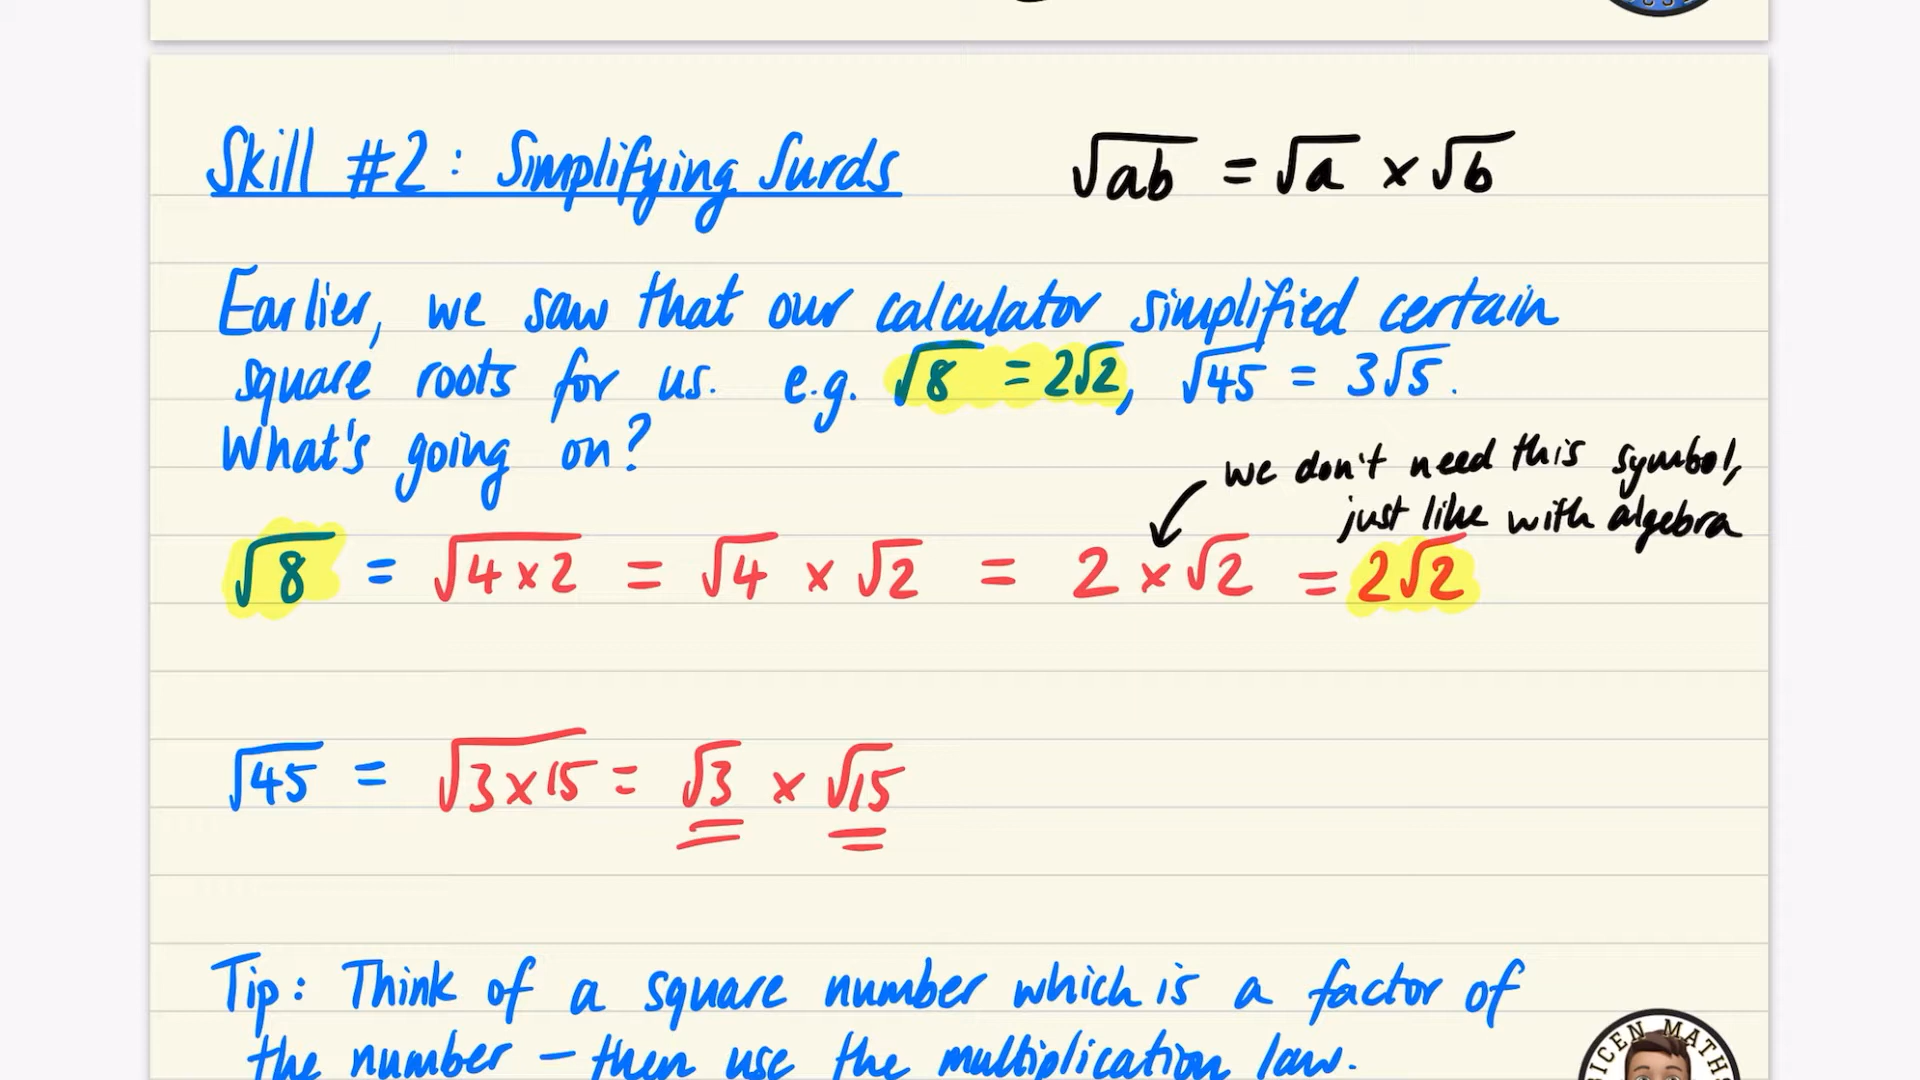 Skill #2 : Simplifying Surds √ab = √a × √b
Earlier, we saw that our calculator simplified certain
square roots for us. e.g. √8 = 2√2, √45 = 3√5.
What's going on?
we don't need this symbol,
just like with algebra
√8 = √4×2 = √4 × √2 = 2 × √2 = 2√2
√45 = √3×15 = √3 × √15
Tip: Think of a square number which is a factor of
the number – then use the multiplication law.